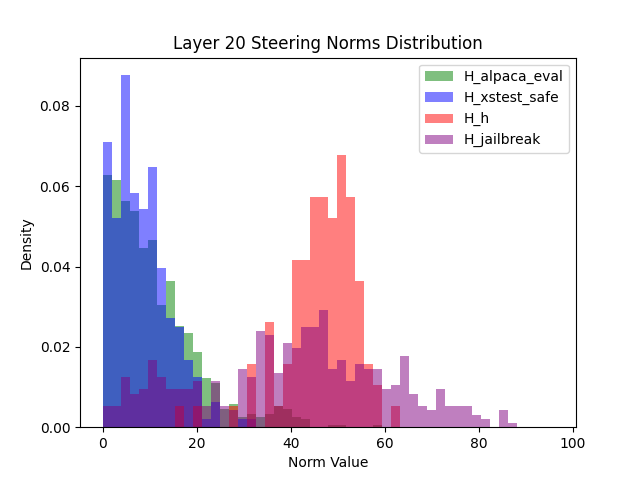 Layer 20 Steering Norms Distribution
H_alpaca_eval
H_xstest_safe
H_h
H_jailbreak
0.08
0.06
0.04
0.02
0.00
Density
0 20 40 60 80 100
Norm Value